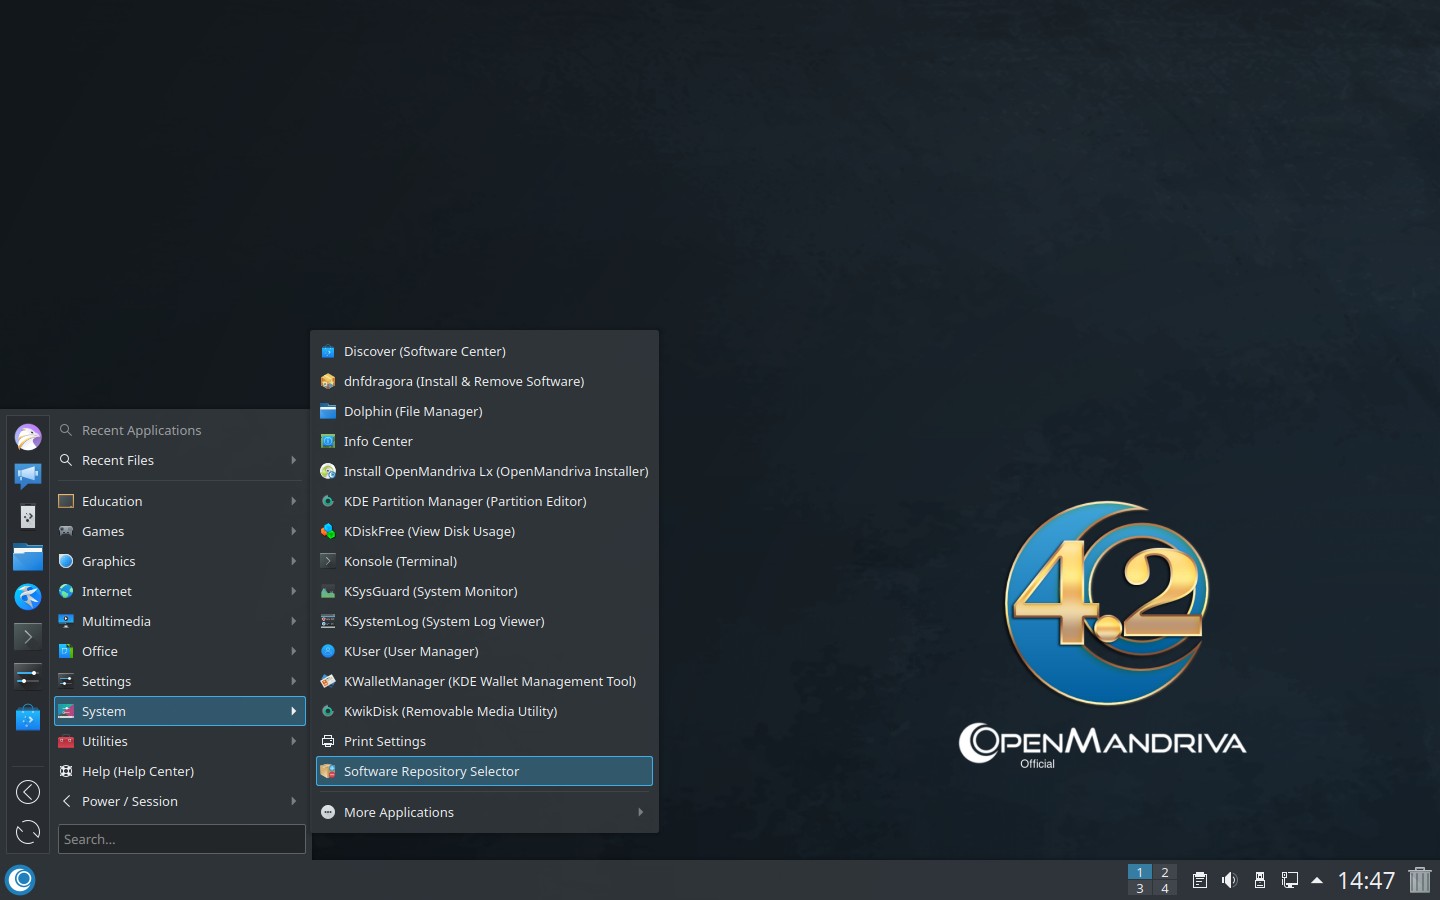 Discover (Software Center)
dnfdragora (Install & Remove Software)
Dolphin (File Manager)
Info Center
Install OpenMandriva Lx (OpenMandriva Installer)
KDE Partition Manager (Partition Editor)
KDiskFree (View Disk Usage)
Konsole (Terminal)
KSysGuard (System Monitor)
KSystemLog (System Log Viewer)
KUser (User Manager)
KWalletManager (KDE Wallet Management Tool)
KwikDisk (Removable Media Utility)
Print Settings
Software Repository Selector
More Applications
Recent Applications
Recent Files
Education
Games
Graphics
Internet
Multimedia
Office
Settings
System
Utilities
Help (Help Center)
Power / Session
Search...
4.2
OpenMandriva
Official
1 2
3 4
14:47